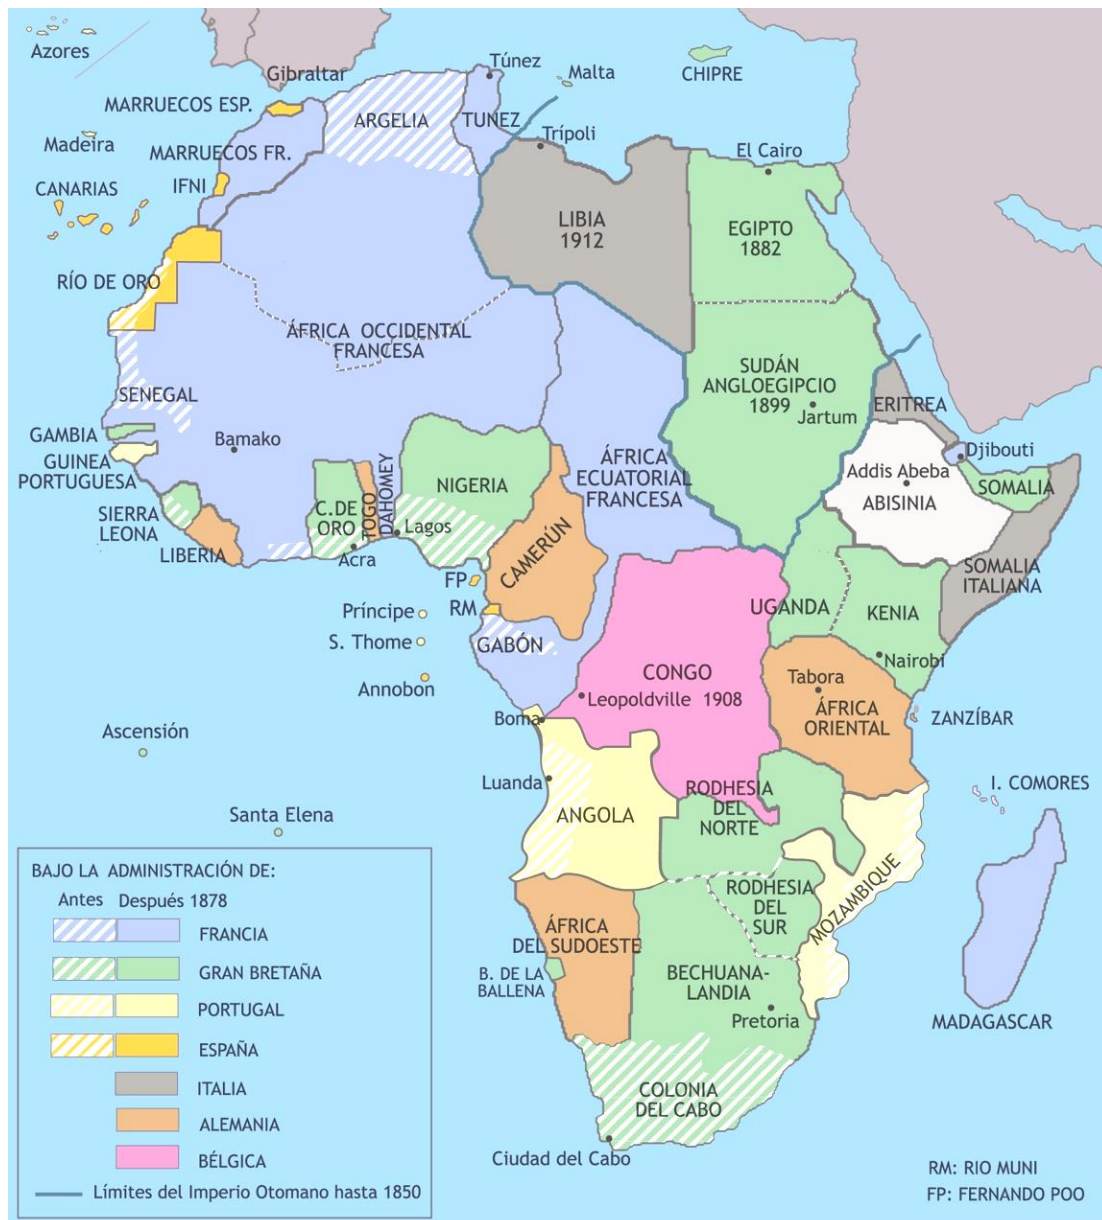 Azores
Gibraltar
Túnez
Malta
CHIPRE
MARRUECOS ESP.
ARGELIA
TUNEZ
Trípoli
Madeira
MARRUECOS FR.
El Cairo
CANARIAS
IFNI
LIBIA
1912
EGIPTO
1882
RÍO DE ORO
ÁFRICA OCCIDENTAL
FRANCESA
SUDÁN
ANGLOEGIPCIO
1899
Jartum
SENEGAL
ERITREA
GAMBIA
Bamako
Djibouti
GUINEA
PORTUGUESA
ÁFRICA
ECUATORIAL
FRANCESA
Addis Abeba
ABISINIA
SOMALIA
NIGERIA
SIERRA
LEONA
C.DE
ORO
TOGO
DAHOMEY
Lagos
LIBERIA
Acra
CAMERÚN
SOMALIA
ITALIANA
FP
RM
Príncipe
UGANDA
KENIA
S. Thome
GABÓN
Nairobi
Annobon
CONGO
Leopoldville 1908
Tabora
ÁFRICA
ORIENTAL
ZANZÍBAR
Boma
Ascensión
Luanda
ANGOLA
RODHESIA
DEL
NORTE
I. COMORES
Santa Elena
MOZAMBIQUE
RODHESIA
DEL
SUR
ÁFRICA
DEL SUDOESTE
B. DE LA
BALLENA
BECHUANA-
LANDIA
Pretoria
MADAGASCAR
COLONIA
DEL CABO
Ciudad del Cabo
BAJO LA ADMINISTRACIÓN DE:
Antes Después 1878
FRANCIA
GRAN BRETAÑA
PORTUGAL
ESPAÑA
ITALIA
ALEMANIA
BÉLGICA
Límites del Imperio Otomano hasta 1850
RM: RIO MUNI
FP: FERNANDO POO